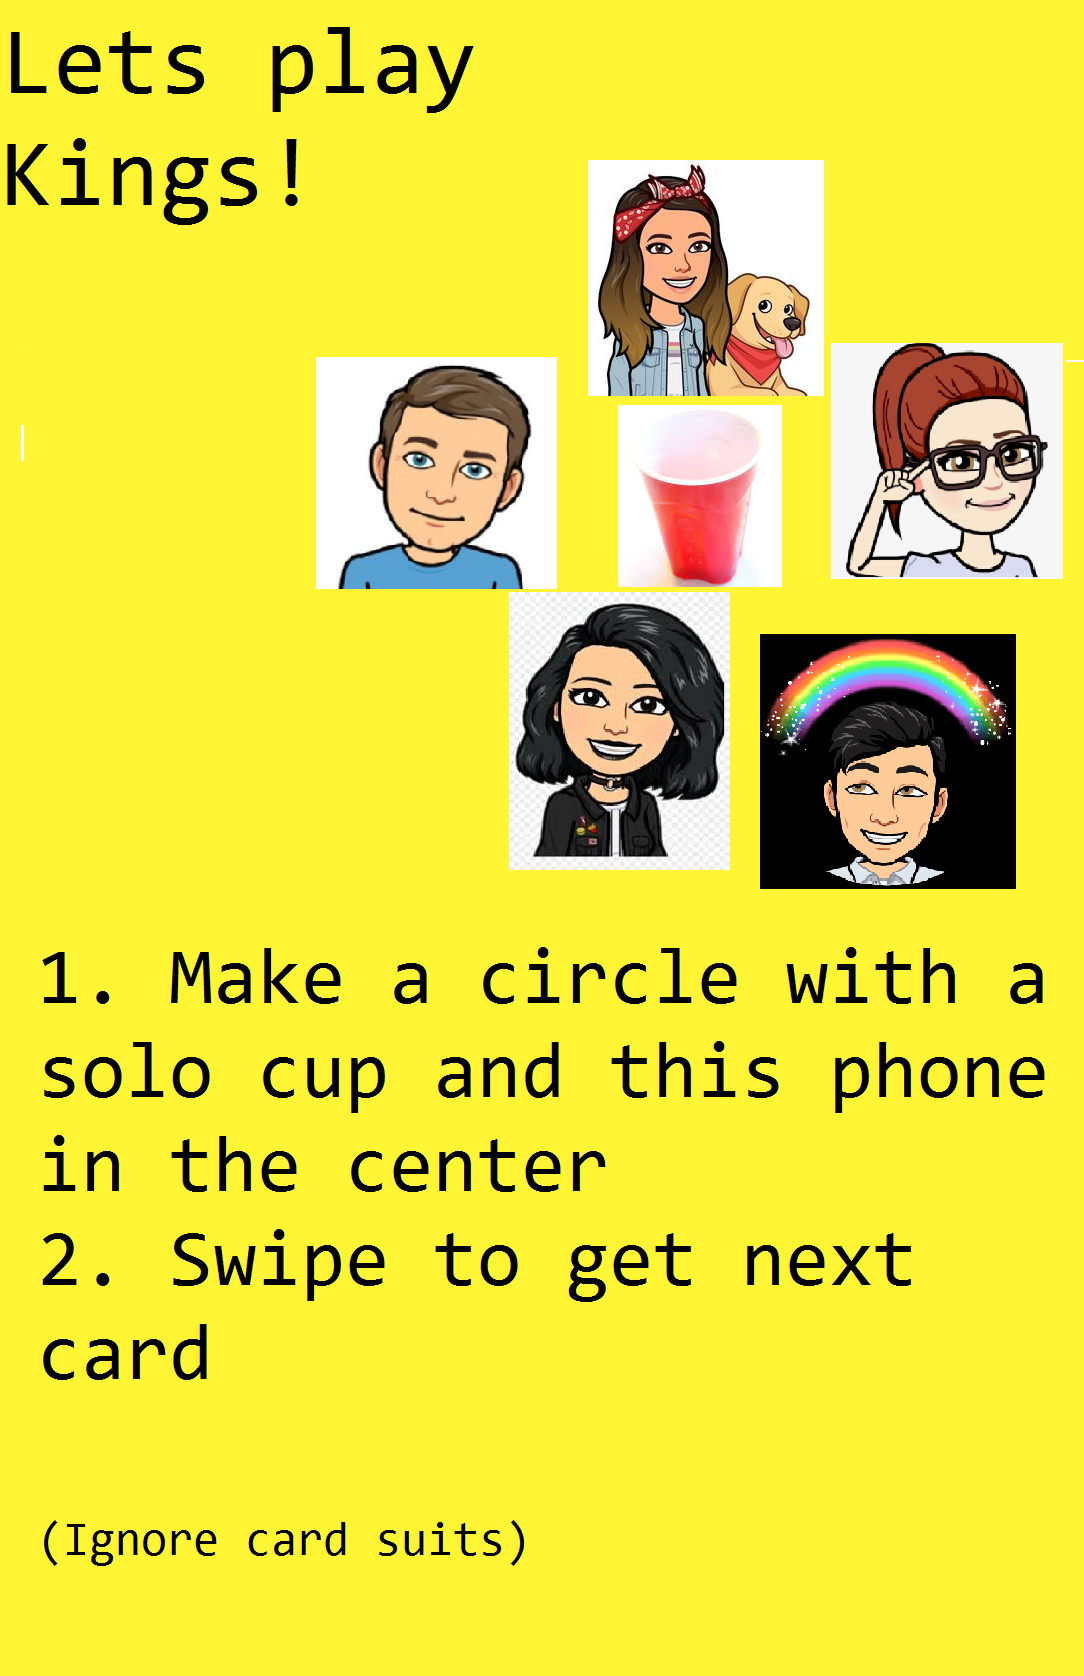 Lets play
Kings!
1. Make a circle with a
solo cup and this phone
in the center
2. Swipe to get next
card
(Ignore card suits)